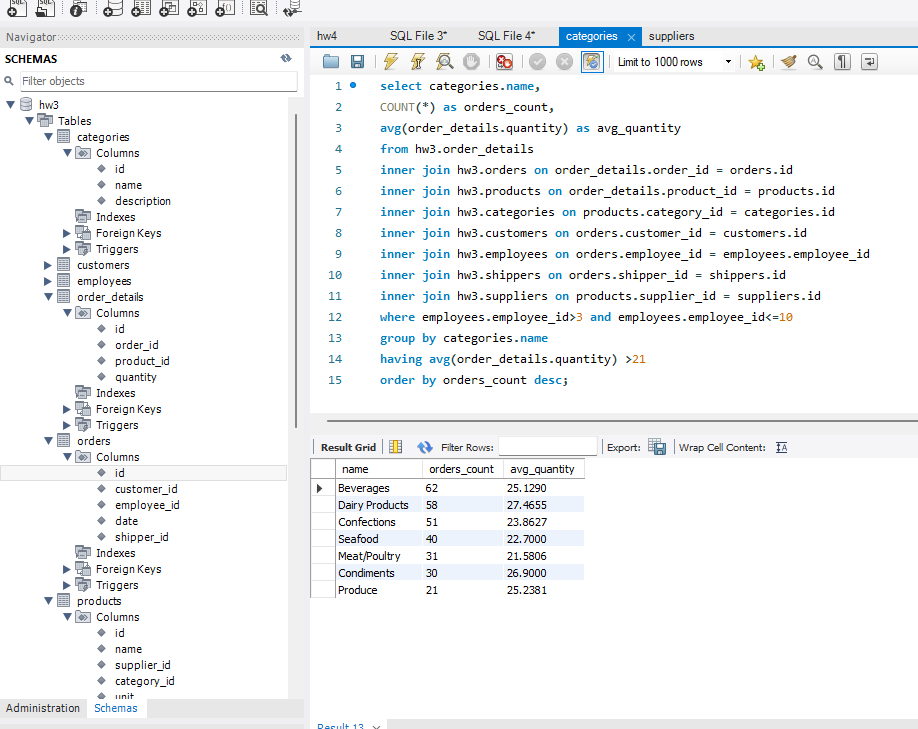 SQL SQL
Navigator
SCHEMAS
Filter objects
hw3
Tables
categories
Columns
id
name
description
Indexes
Foreign Keys
Triggers
customers
employees
order_details
Columns
id
order_id
product_id
quantity
Indexes
Foreign Keys
Triggers
orders
Columns
id
customer_id
employee_id
date
shipper_id
Indexes
Foreign Keys
Triggers
products
Columns
id
name
supplier_id
category_id
unit
Administration Schemas
hw4 SQL File 3* SQL File 4* categories suppliers
Limit to 1000 rows
1 select categories.name,
2 COUNT(*) as orders_count,
3 avg(order_details.quantity) as avg_quantity
4 from hw3.order_details
5 inner join hw3.orders on order_details.order_id = orders.id
6 inner join hw3.products on order_details.product_id = products.id
7 inner join hw3.categories on products.category_id = categories.id
8 inner join hw3.customers on orders.customer_id = customers.id
9 inner join hw3.employees on orders.employee_id = employees.employee_id
10 inner join hw3.shippers on orders.shipper_id = shippers.id
11 inner join hw3.suppliers on products.supplier_id = suppliers.id
12 where employees.employee_id>3 and employees.employee_id<=10
13 group by categories.name
14 having avg(order_details.quantity) >21
15 order by orders_count desc;
Result Grid Filter Rows: Export: Wrap Cell Content:
name orders_count avg_quantity
Beverages 62 25.1290
Dairy Products 58 27.4655
Confections 51 23.8627
Seafood 40 22.7000
Meat/Poultry 31 21.5806
Condiments 30 26.9000
Produce 21 25.2381
Result 13